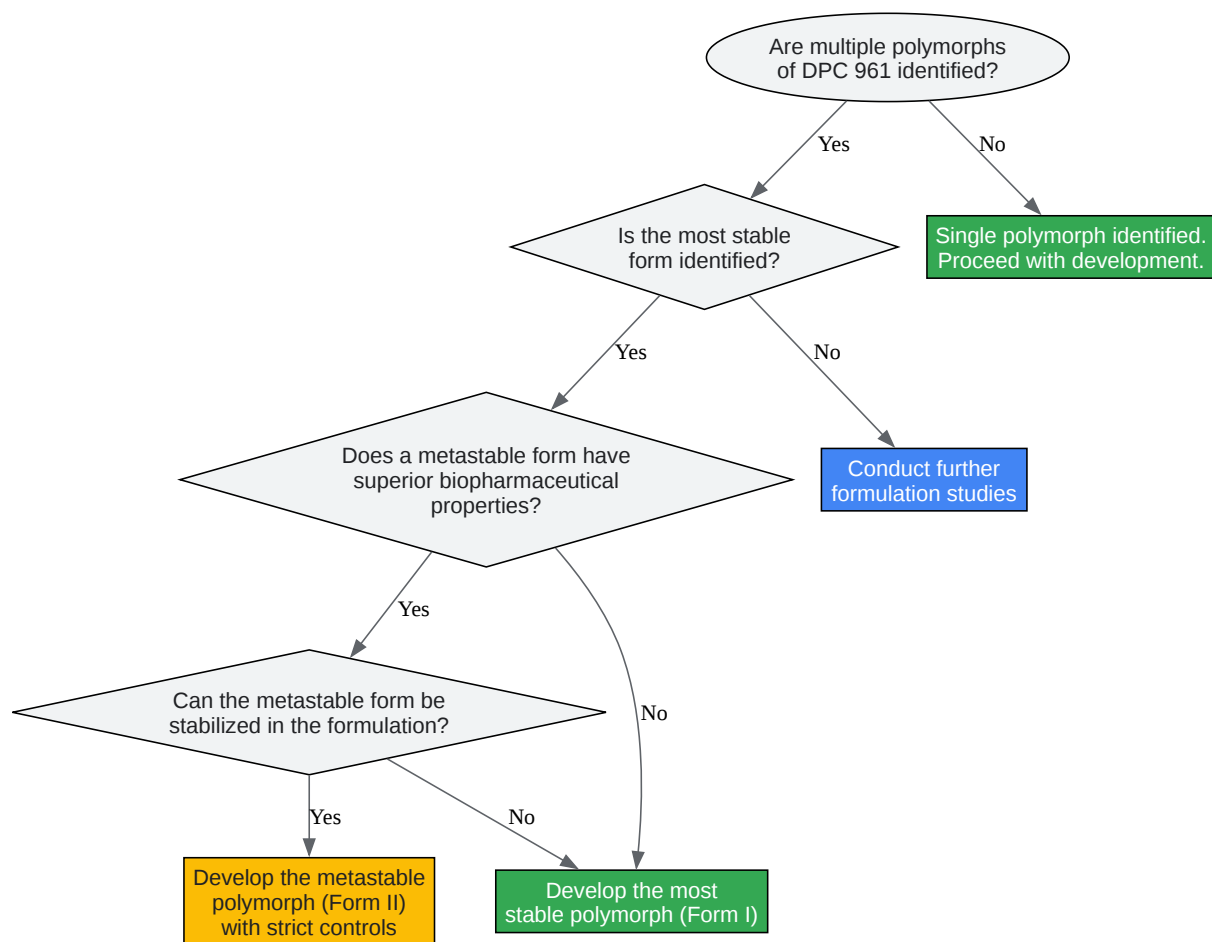 Are multiple polymorphs
of DPC 961 identified?
Yes
No
Is the most stable
form identified?
Single polymorph identified.
Proceed with development.
Yes
No
Does a metastable form have
superior biopharmaceutical
properties?
Conduct further
formulation studies
Yes
No
Can the metastable form be
stabilized in the formulation?
Yes
No
Develop the metastable
polymorph (Form II)
with strict controls
Develop the most
stable polymorph (Form I)